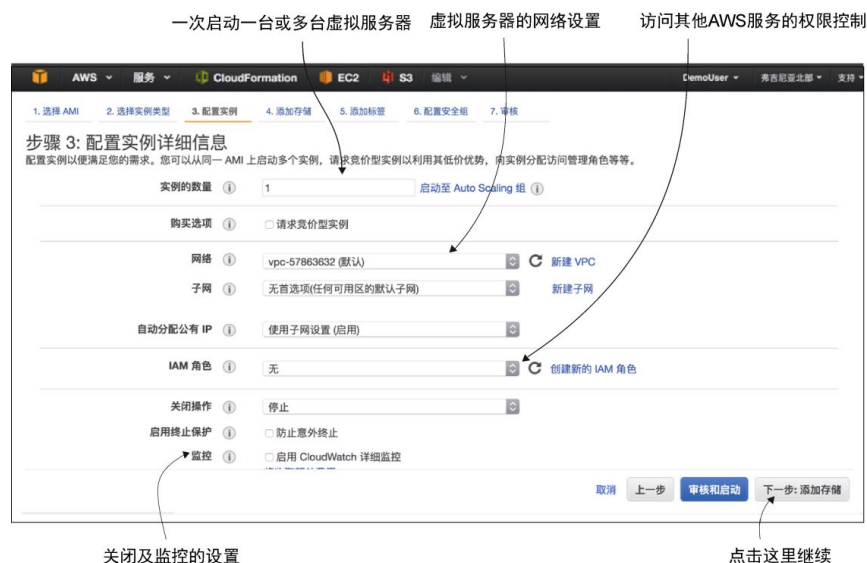 一次启动一台或多台虚拟服务器 虚拟服务器的网络设置 访问其他AWS服务的权限控制
AWS 服务 CloudFormation EC2 S3 编辑 DemoUser 弗吉尼亚北部 支持
1. 选择 AMI 2. 选择实例类型 3. 配置实例 4. 添加存储 5. 添加标签 6. 配置安全组 7. 审核
步骤 3: 配置实例详细信息
配置实例以便满足您的需求。您可以从同一 AMI 上启动多个实例，请求竞价型实例以利用其低价优势，向实例分配访问管理角色等等。
实例的数量 1 启动至 Auto Scaling 组
购买选项 请求竞价型实例
网络 vpc-57863632 (默认) 新建 VPC
子网 无首选项(任何可用区的默认子网) 新建子网
自动分配公有 IP 使用子网设置 (启用)
IAM 角色 无 创建新的 IAM 角色
关闭操作 停止
启用终止保护 防止意外终止
监控 启用 CloudWatch 详细监控
取消 上一步 审核和启动 下一步: 添加存储
关闭及监控的设置 点击这里继续